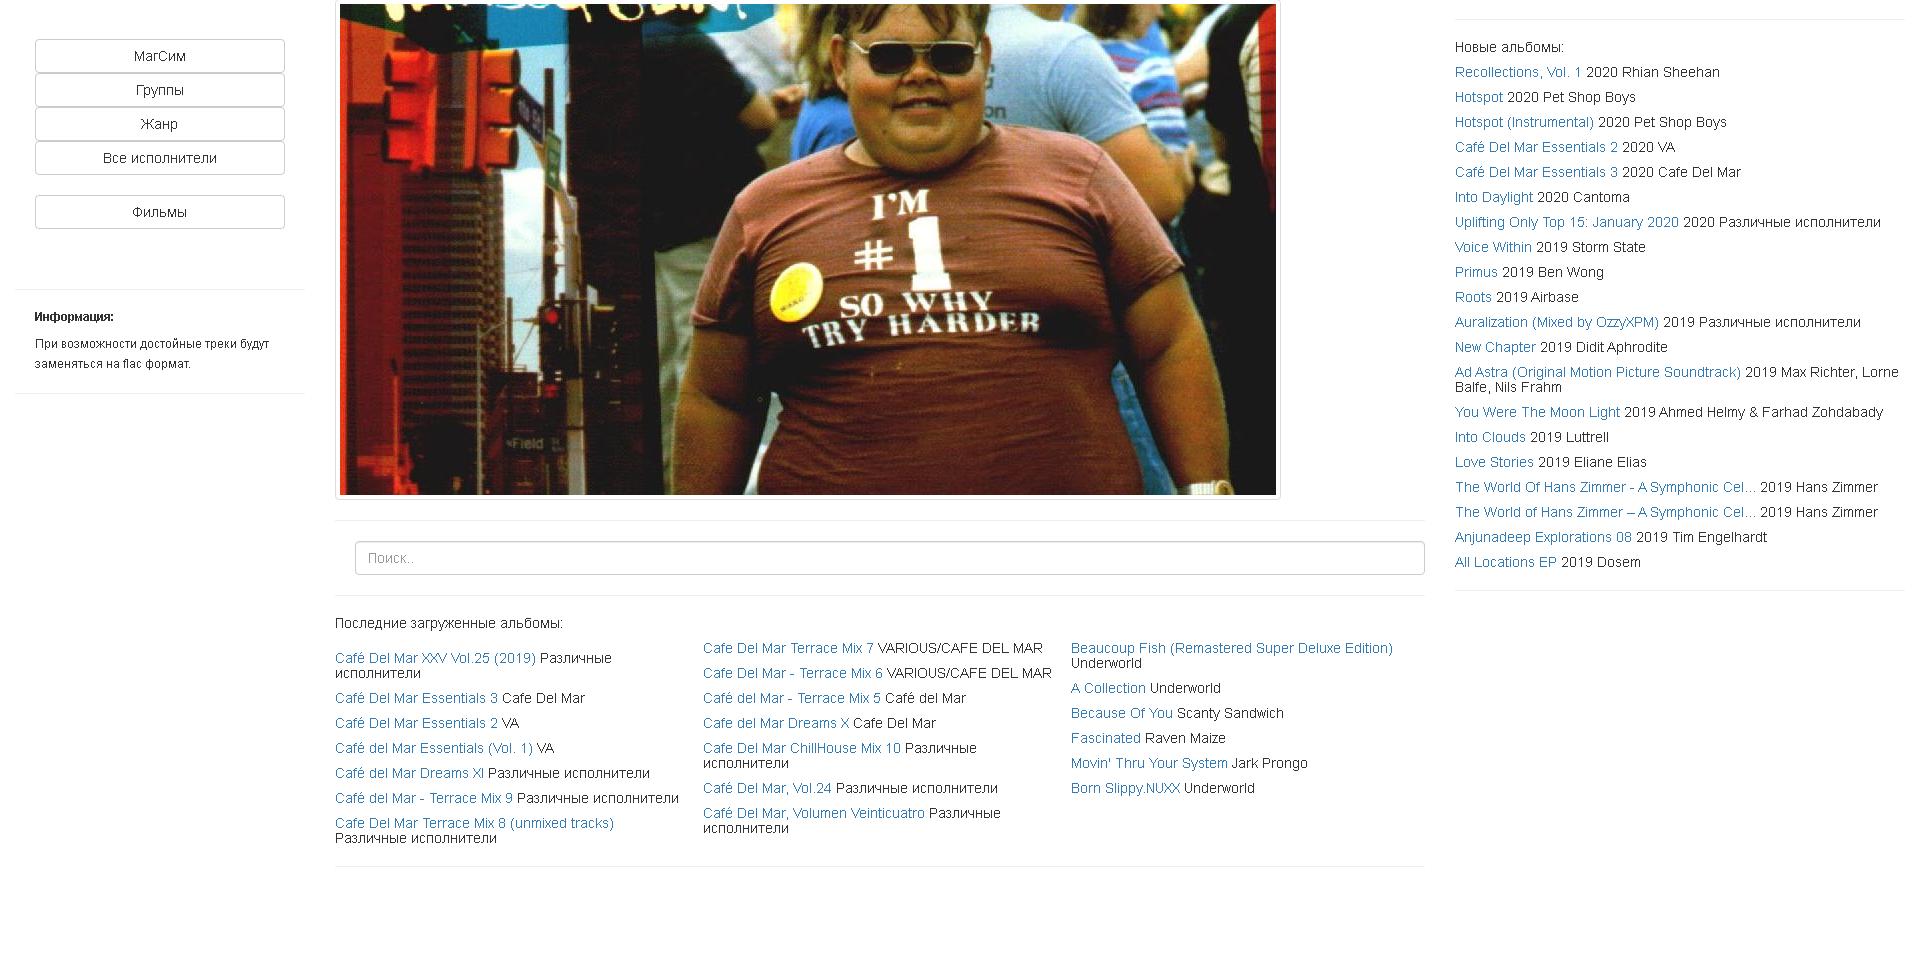 МагСим
Группы
Жанр
Все исполнители
Фильмы
Информация:
При возможности достойные треки будут
заменяться на flac формат.
I'M
#1
SO WHY
TRY HARDER
Field
Поиск..
Последние загруженные альбомы:
Café Del Mar XXV Vol.25 (2019) Различные
исполнители
Café Del Mar Essentials 3 Cafe Del Mar
Café Del Mar Essentials 2 VA
Café del Mar Essentials (Vol. 1) VA
Café del Mar Dreams XI Различные исполнители
Café del Mar - Terrace Mix 9 Различные исполнители
Cafe Del Mar Terrace Mix 8 (unmixed tracks)
Различные исполнители
Cafe Del Mar Terrace Mix 7 VARIOUS/CAFE DEL MAR
Cafe Del Mar - Terrace Mix 6 VARIOUS/CAFE DEL MAR
Café del Mar - Terrace Mix 5 Café del Mar
Cafe del Mar Dreams X Cafe Del Mar
Cafe Del Mar ChillHouse Mix 10 Различные
исполнители
Café Del Mar, Vol.24 Различные исполнители
Café Del Mar, Volumen Veinticuatro Различные
исполнители
Beaucoup Fish (Remastered Super Deluxe Edition)
Underworld
A Collection Underworld
Because Of You Scanty Sandwich
Fascinated Raven Maize
Movin' Thru Your System Jark Prongo
Born Slippy.NUXX Underworld
Новые альбомы:
Recollections, Vol. 1 2020 Rhian Sheehan
Hotspot 2020 Pet Shop Boys
Hotspot (Instrumental) 2020 Pet Shop Boys
Café Del Mar Essentials 2 2020 VA
Café Del Mar Essentials 3 2020 Cafe Del Mar
Into Daylight 2020 Cantoma
Uplifting Only Top 15: January 2020 2020 Различные исполнители
Voice Within 2019 Storm State
Primus 2019 Ben Wong
Roots 2019 Airbase
Auralization (Mixed by OzzyXPM) 2019 Различные исполнители
New Chapter 2019 Didit Aphrodite
Ad Astra (Original Motion Picture Soundtrack) 2019 Max Richter, Lorne
Balfe, Nils Frahm
You Were The Moon Light 2019 Ahmed Helmy & Farhad Zohdabady
Into Clouds 2019 Luttrell
Love Stories 2019 Eliane Elias
The World Of Hans Zimmer - A Symphonic Cel... 2019 Hans Zimmer
The World of Hans Zimmer – A Symphonic Cel... 2019 Hans Zimmer
Anjunadeep Explorations 08 2019 Tim Engelhardt
All Locations EP 2019 Dosem